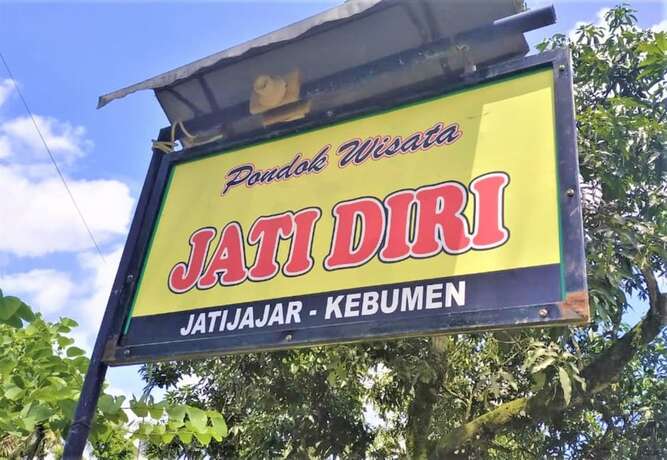 Pondok Wisata
JATI DIRI
JATIJAJAR - KEBUMEN